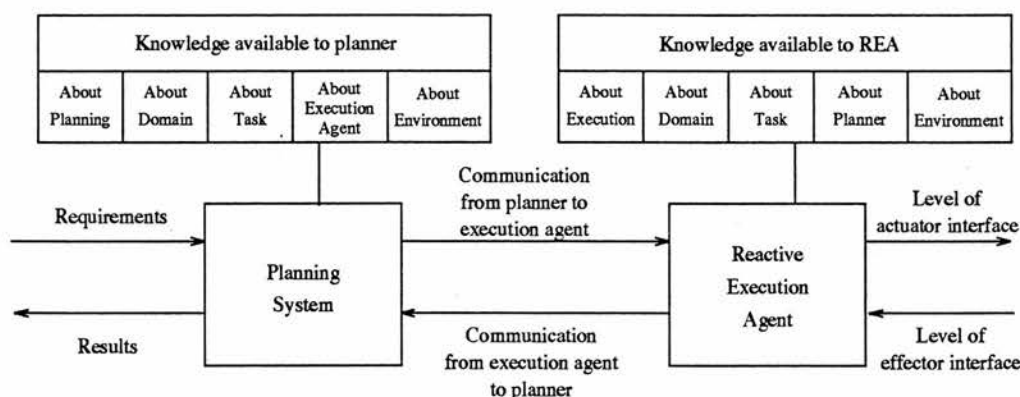 Knowledge available to planner
About
Planning
About
Domain
About
Task
About
Execution
Agent
About
Environment
Knowledge available to REA
About
Execution
About
Domain
About
Task
About
Planner
About
Environment
Requirements
Results
Planning
System
Communication
from planner to
execution agent
Communication
from execution agent
to planner
Reactive
Execution
Agent
Level of
actuator interface
Level of
effector interface